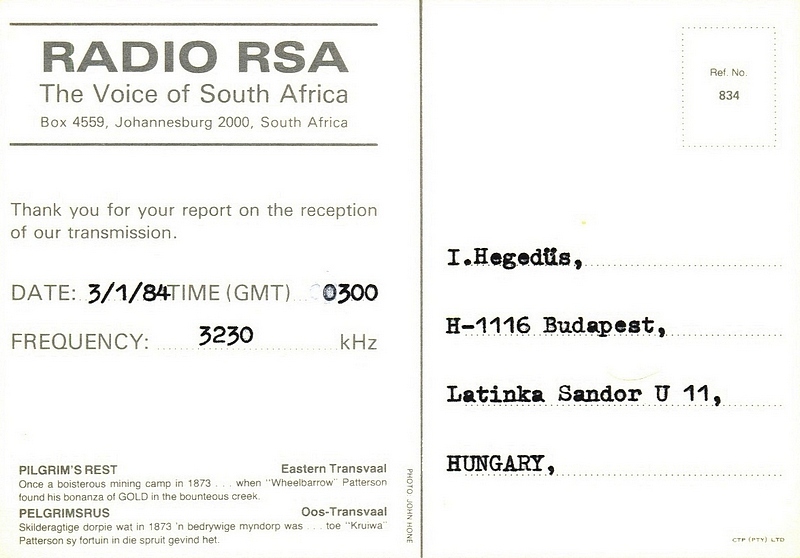 RADIO RSA
The Voice of South Africa
Box 4559, Johannesburg 2000, South Africa
Thank you for your report on the reception
of our transmission.
DATE: 3/1/84 TIME (GMT) 0300
FREQUENCY: 3230 kHz
PILGRIM'S REST Eastern Transvaal
Once a boisterous mining camp in 1873 . . . when "Wheelbarrow" Patterson
found his bonanza of GOLD in the bounteous creek.
PELGRIMSRUS Oos-Transvaal
Skilderagtige dorpie wat in 1873 'n bedrywige myndorp was . . . toe "Kruiwa"
Patterson sy fortuin in die spruit gevind het.
PHOTO JOHN HONE
Ref. No.
834
I.Hegedüs,
H-1116 Budapest,
Latinka Sandor U 11,
HUNGARY,
CTP (PTY) LTD